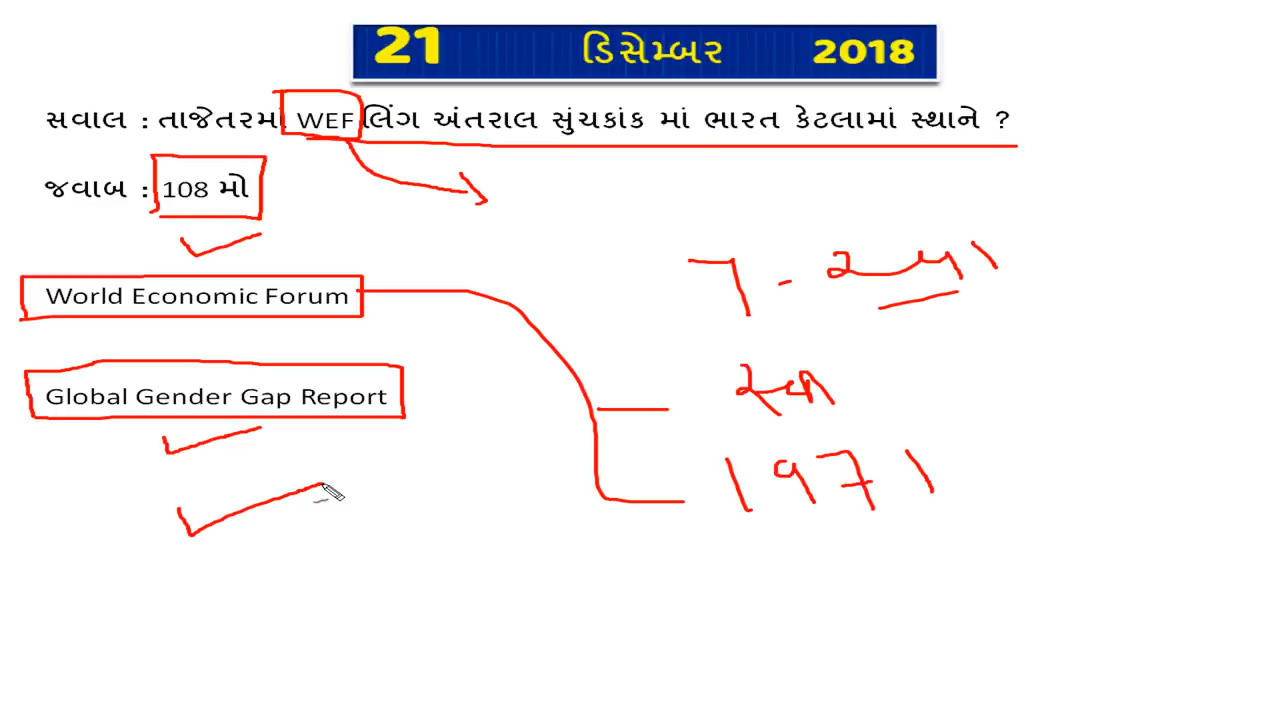 21 ડિસેમ્બર 2018
સવાલ : તાજેતરમાં WEF લિંગ અંતરાલ સુંચકાંક માં ભારત કેટલામાં સ્થાને ?
જવાબ : 108 મો
World Economic Forum
Global Gender Gap Report
1971